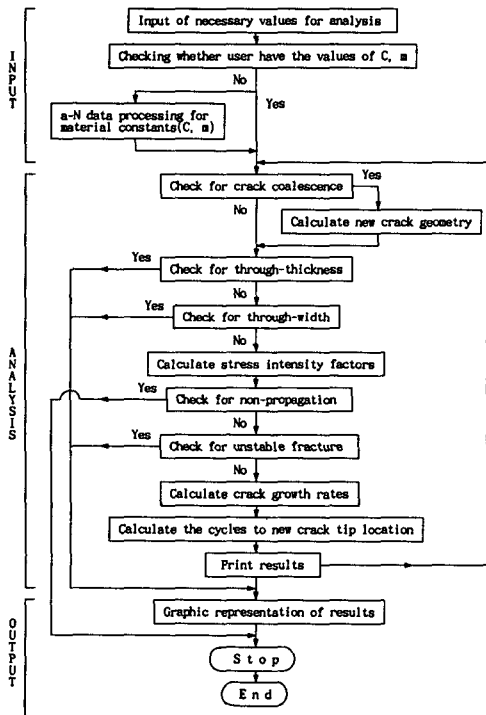 Input of necessary values for analysis
Checking whether user have the values of C, m
No
Yes
a-N data processing for
material constants(C, m)
INPUT
Check for crack coalescence
Yes
No
Calculate new crack geometry
Yes
Check for through-thickness
No
Yes
Check for through-width
No
Calculate stress intensity factors
Yes
Check for non-propagation
No
Yes
Check for unstable fracture
No
Calculate crack growth rates
Calculate the cycles to new crack tip location
Print results
ANALYSIS
Graphic representation of results
Stop
End
OUTPUT